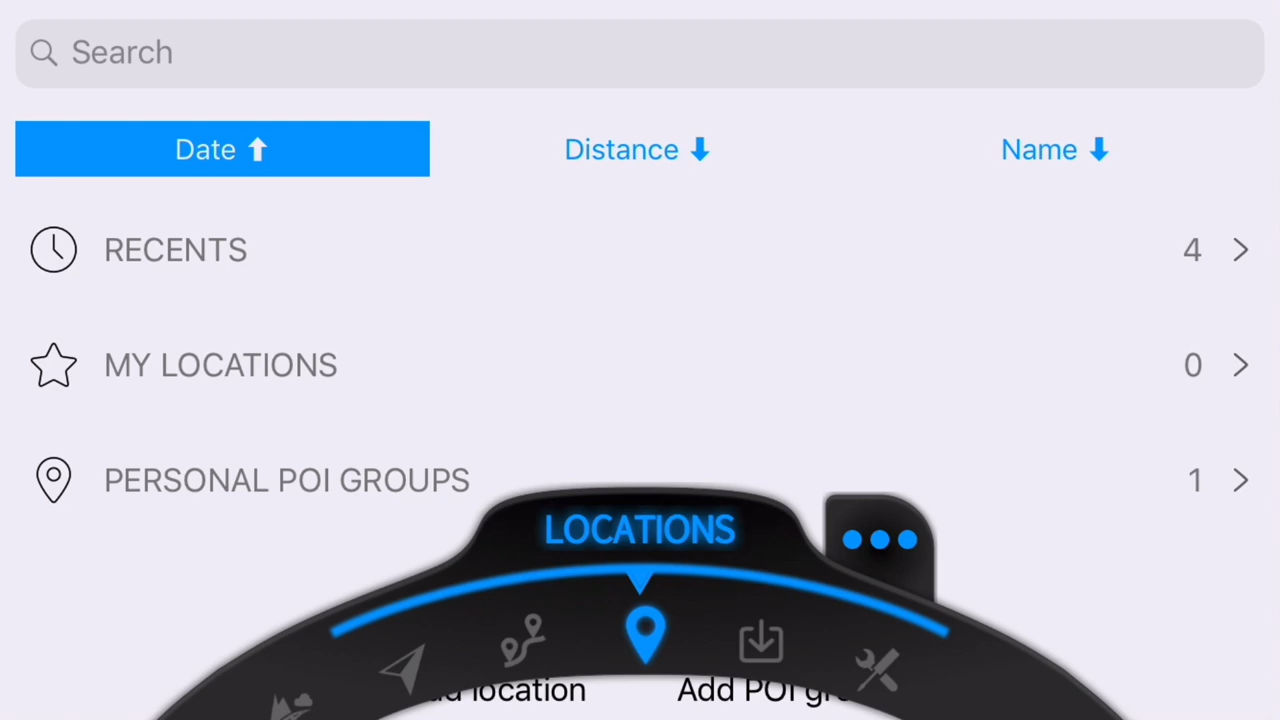 Search
Date
Distance
Name
RECENTS 4
MY LOCATIONS 0
PERSONAL POI GROUPS 1
LOCATIONS
location Add POI